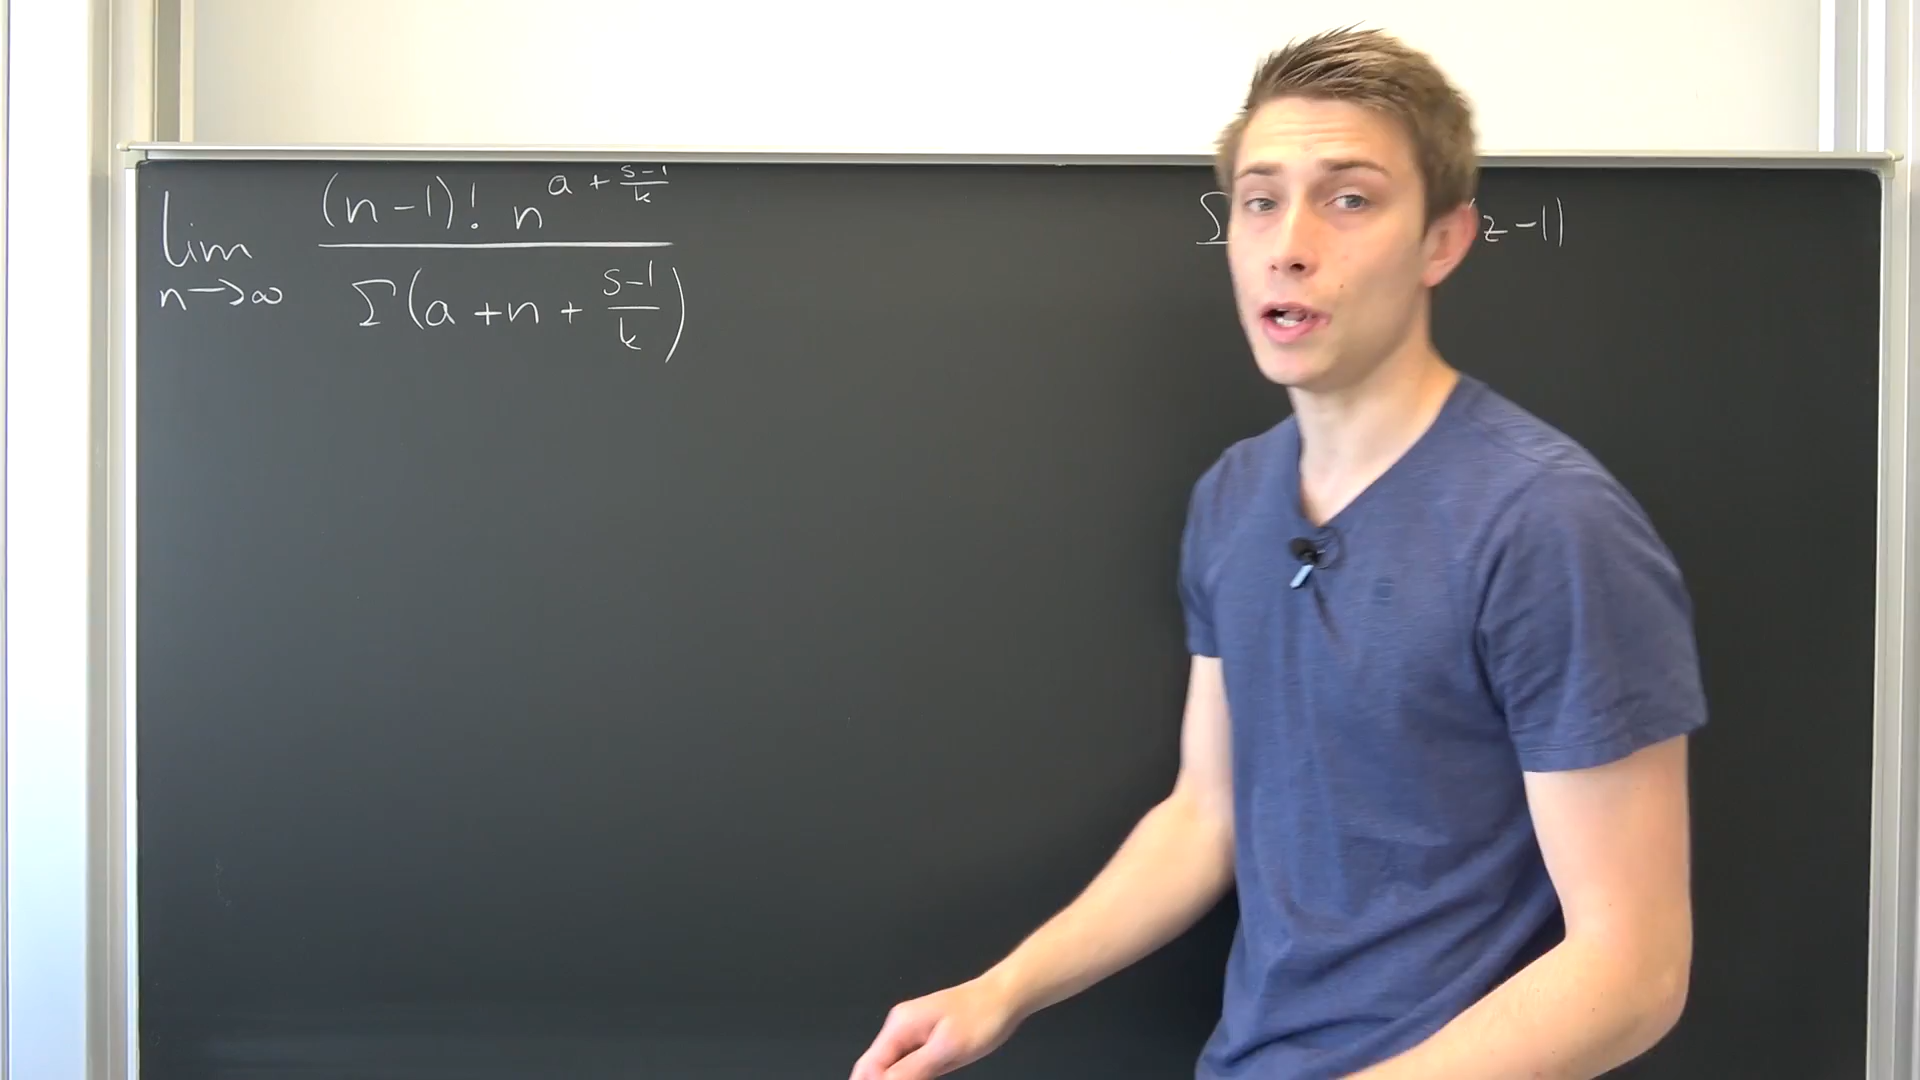 lim n→∞ (n-1)! n^(a + (s-1)/k) / Γ(a + n + (s-1)/k)
Γ z-1)